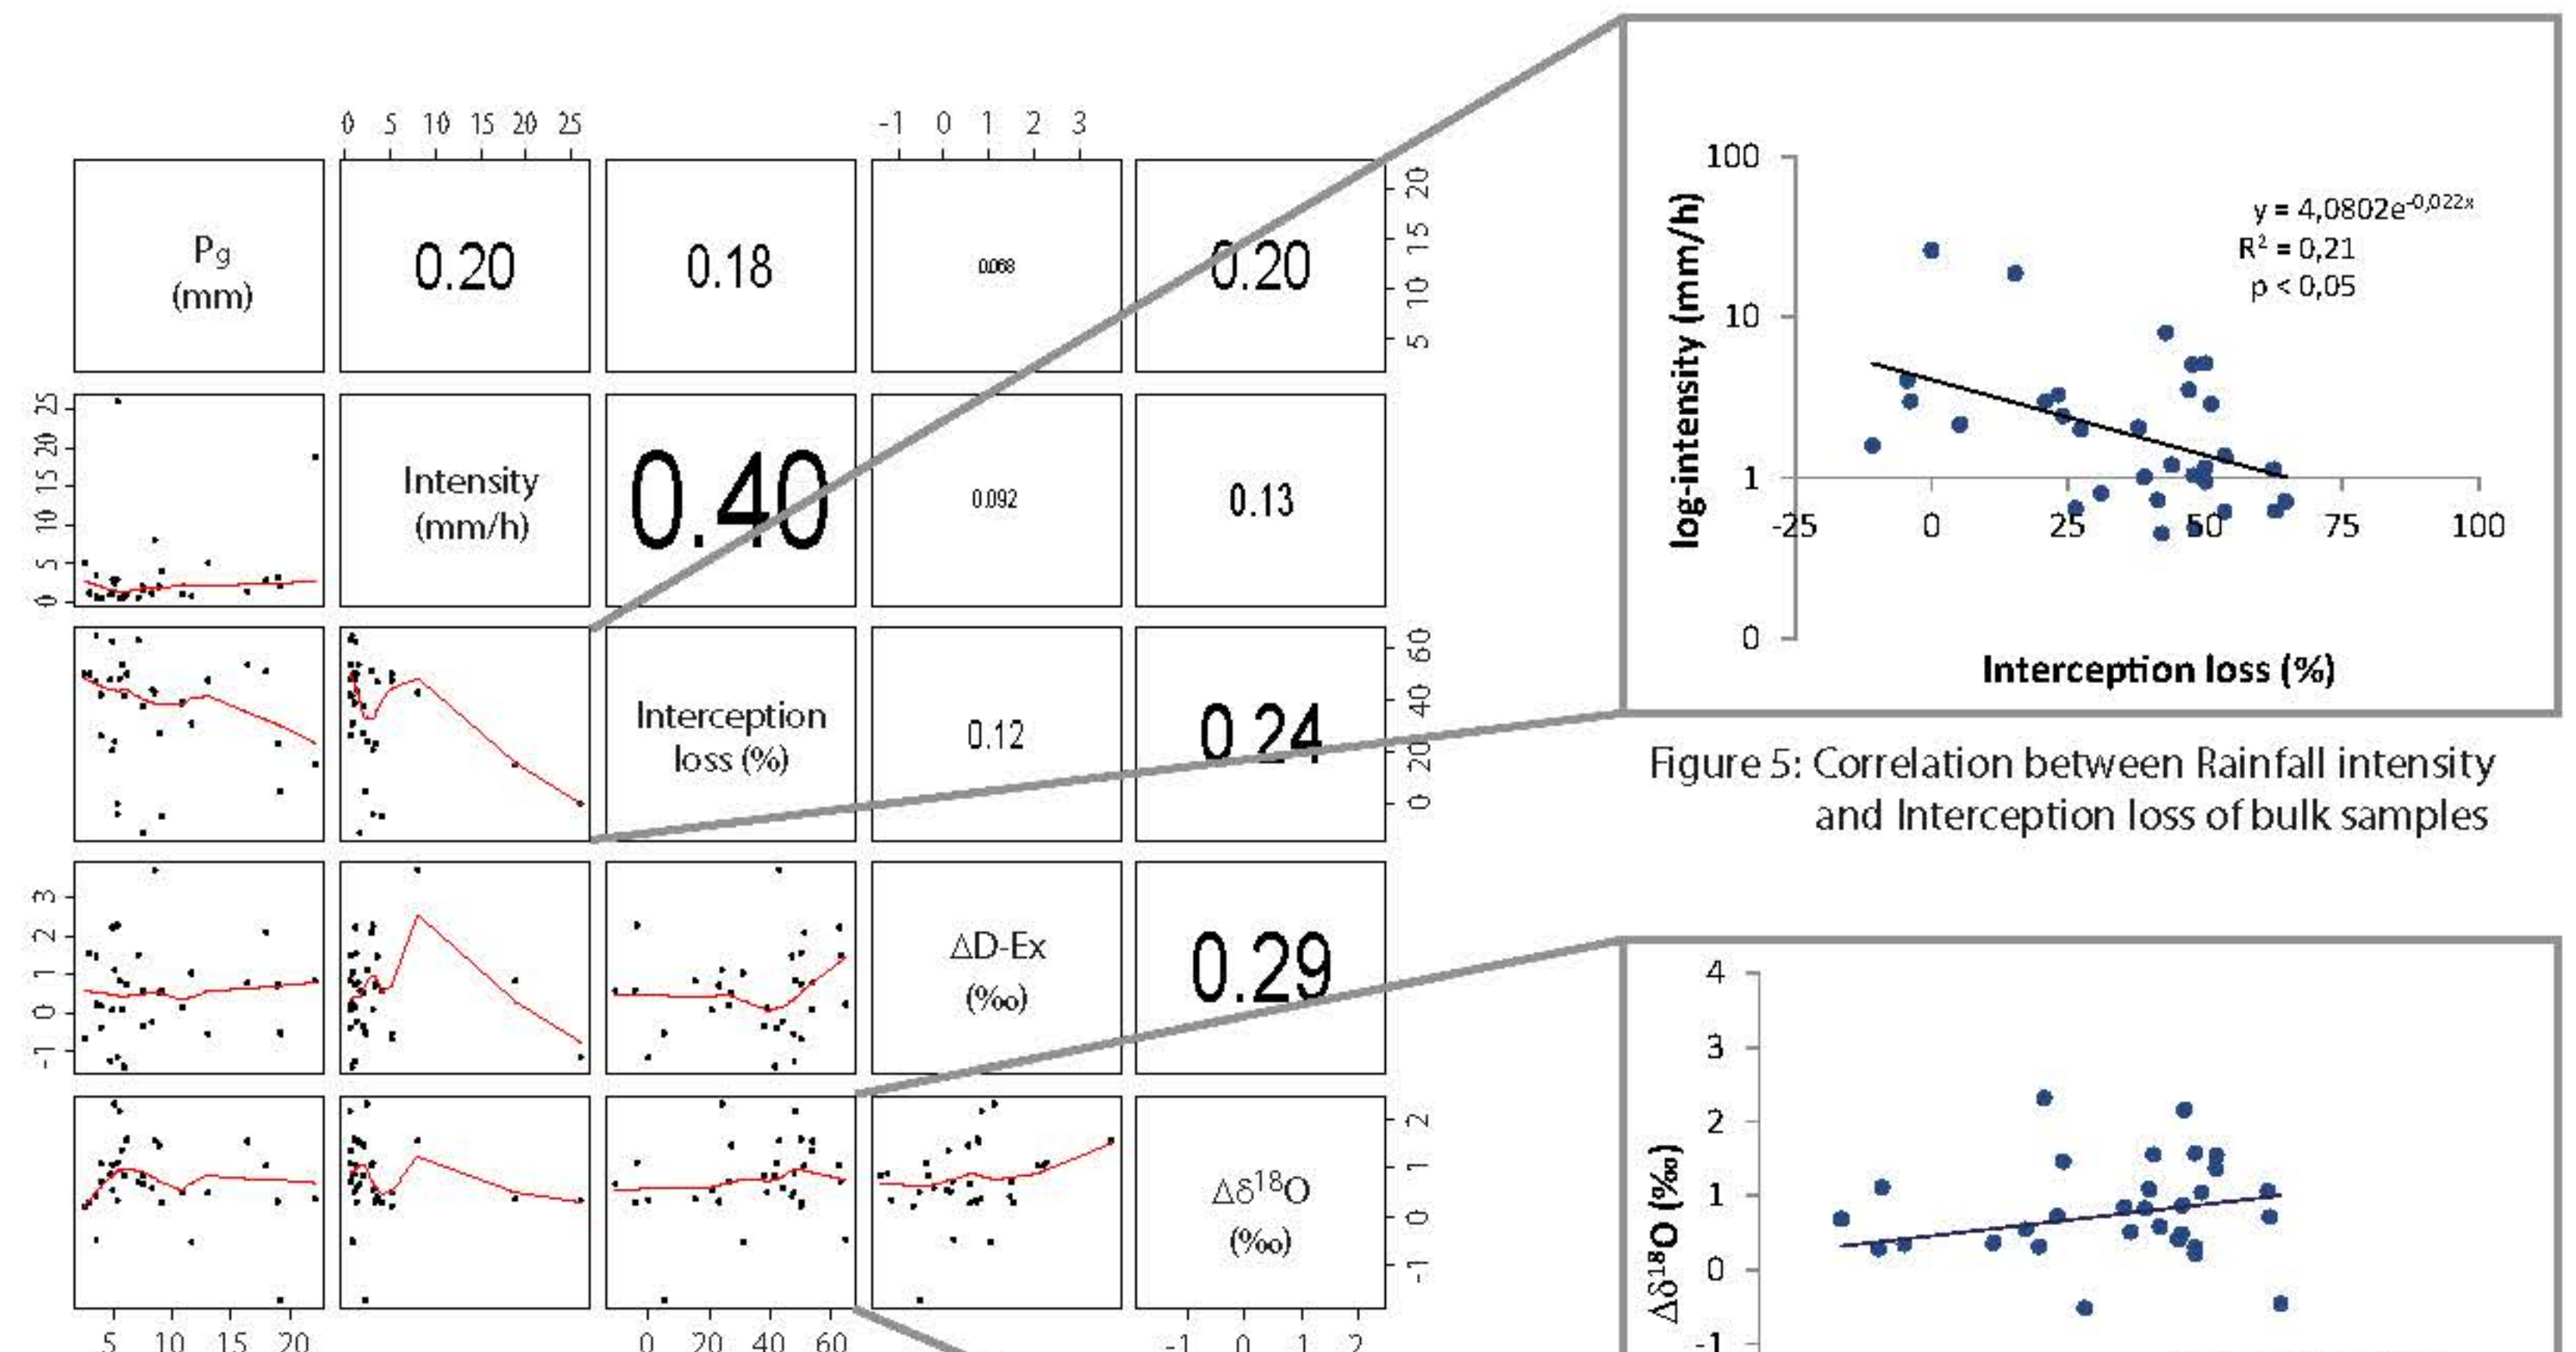 0 5 10 15 20 25
-1 0 1 2 3
Pg
(mm)
0.20
0.18
0.068
0.20
5 10 15 20
0 5 10 15 20 25
Intensity
(mm/h)
0.40
0.092
0.13
Interception
loss (%)
0.12
0.24
0 20 40 60
-1 0 1 2 3
ΔD-Ex
(‰)
0.29
Δδ¹⁸O
(‰)
-1 0 1 2
5 10 15 20
0 20 40 60
-1 0 1 2
100
10
1
0
log-intensity (mm/h)
y = 4,0802e⁻⁰,⁰²²ˣ
R² = 0,21
p < 0,05
-25 0 25 50 75 100
Interception loss (%)
Figure 5: Correlation between Rainfall intensity
and Interception loss of bulk samples
4
3
2
1
0
-1
Δδ¹⁸O (‰)